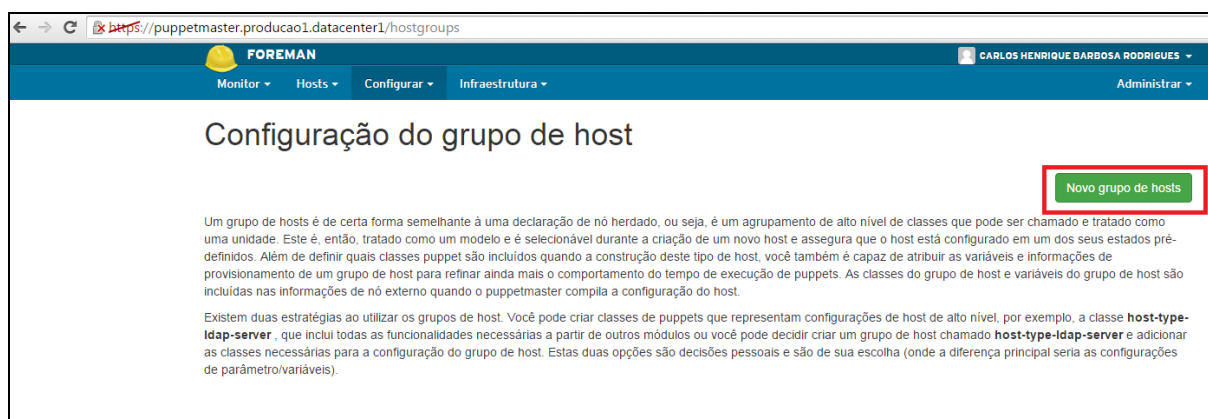 https://puppetmaster.producao1.datacenter1/hostgroups
FOREMAN
CARLOS HENRIQUE BARBOSA RODRIGUES
Monitor Hosts Configurar Infraestrutura Administrar
Configuração do grupo de host
Novo grupo de hosts
Um grupo de hosts é de certa forma semelhante à uma declaração de nó herdado, ou seja, é um agrupamento de alto nível de classes que pode ser chamado e tratado como
uma unidade. Este é, então, tratado como um modelo e é selecionável durante a criação de um novo host e assegura que o host está configurado em um dos seus estados pré-
definidos. Além de definir quais classes puppet são incluídos quando a construção deste tipo de host, você também é capaz de atribuir as variáveis e informações de
provisionamento de um grupo de host para refinar ainda mais o comportamento do tempo de execução de puppets. As classes do grupo de host e variáveis do grupo de host são
incluídas nas informações de nó externo quando o puppetmaster compila a configuração do host.
Existem duas estratégias ao utilizar os grupos de host. Você pode criar classes de puppets que representam configurações de host de alto nível, por exemplo, a classe host-type-
ldap-server , que inclui todas as funcionalidades necessárias a partir de outros módulos ou você pode decidir criar um grupo de host chamado host-type-ldap-server e adicionar
as classes necessárias para a configuração do grupo de host. Estas duas opções são decisões pessoais e são de sua escolha (onde a diferença principal seria as configurações
de parâmetro/variáveis).